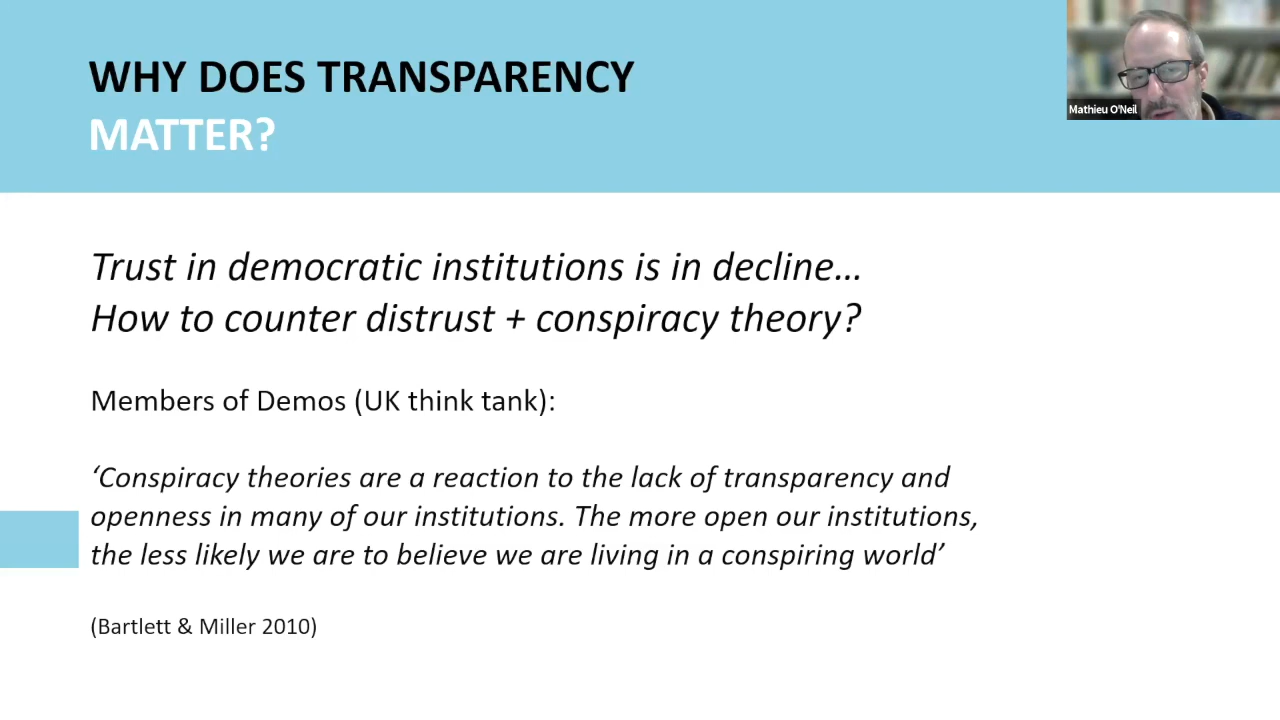 WHY DOES TRANSPARENCY
MATTER?
Mathieu O'Neil
Trust in democratic institutions is in decline…
How to counter distrust + conspiracy theory?
Members of Demos (UK think tank):
‘Conspiracy theories are a reaction to the lack of transparency and
openness in many of our institutions. The more open our institutions,
the less likely we are to believe we are living in a conspiring world’
(Bartlett & Miller 2010)